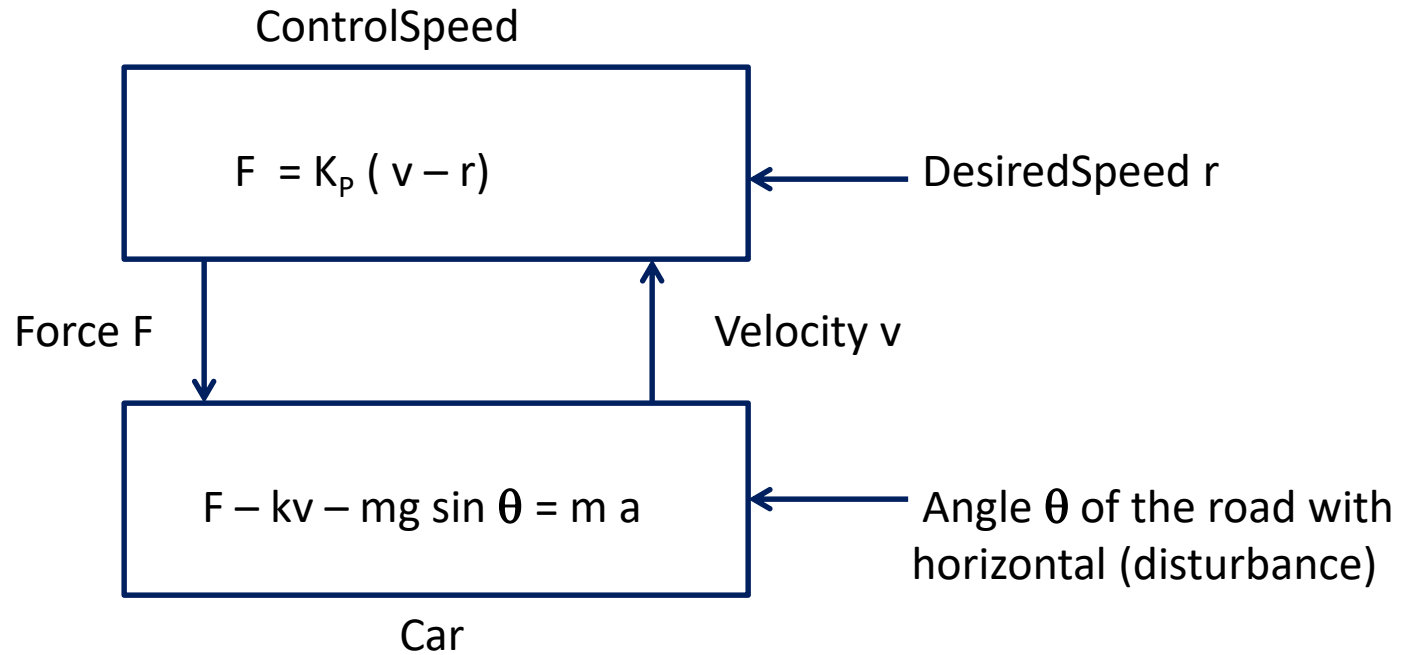 ControlSpeed
F = K_P ( v – r)
DesiredSpeed r
Force F
Velocity v
F – kv – mg sin θ = m a
Angle θ of the road with
horizontal (disturbance)
Car